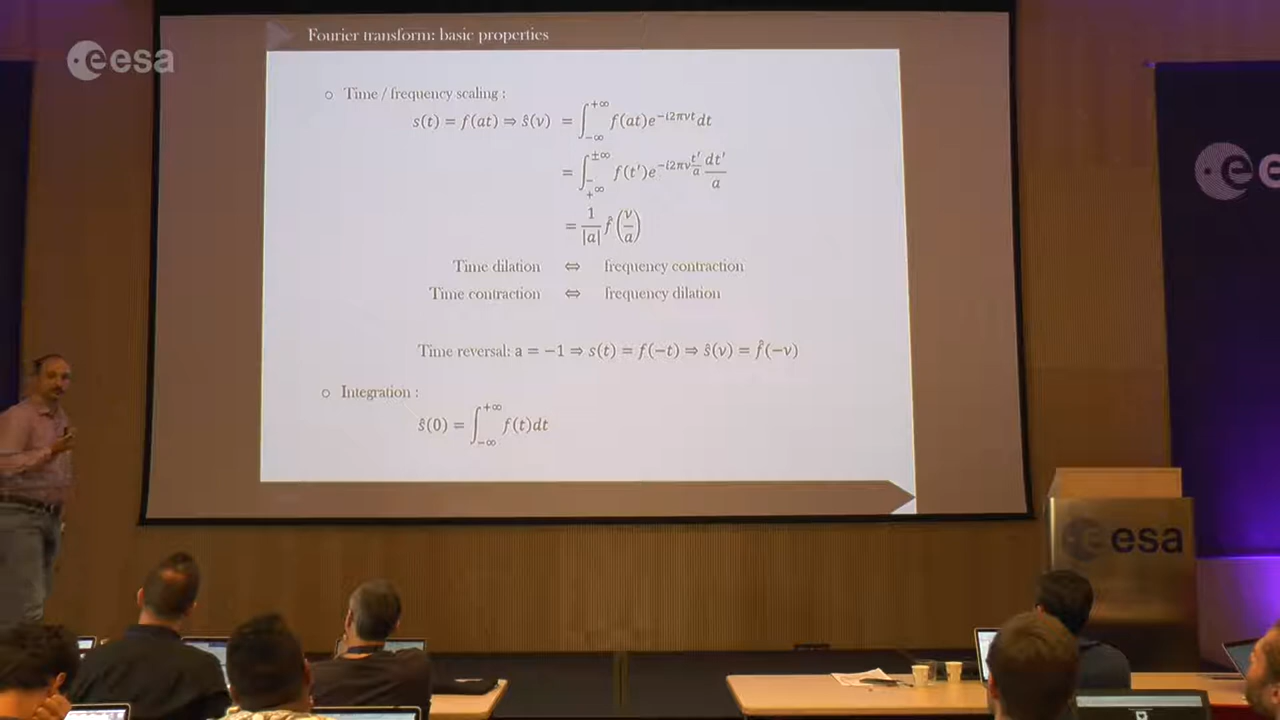 Fourier transform: basic properties
esa
○ Time / frequency scaling :
s(t) = f(at) ⇒ ŝ(ν) = ∫_{−∞}^{+∞} f(at)e^{−i2πνt} dt
= ∫_{−+∞}^{±∞} f(t′)e^{−i2πν t′/a} dt′/a
= 1/|a| f̂(ν/a)
Time dilation ⇔ frequency contraction
Time contraction ⇔ frequency dilation
Time reversal: a = −1 ⇒ s(t) = f(−t) ⇒ ŝ(ν) = f̂(−ν)
○ Integration :
ŝ(0) = ∫_{−∞}^{+∞} f(t)dt
esa